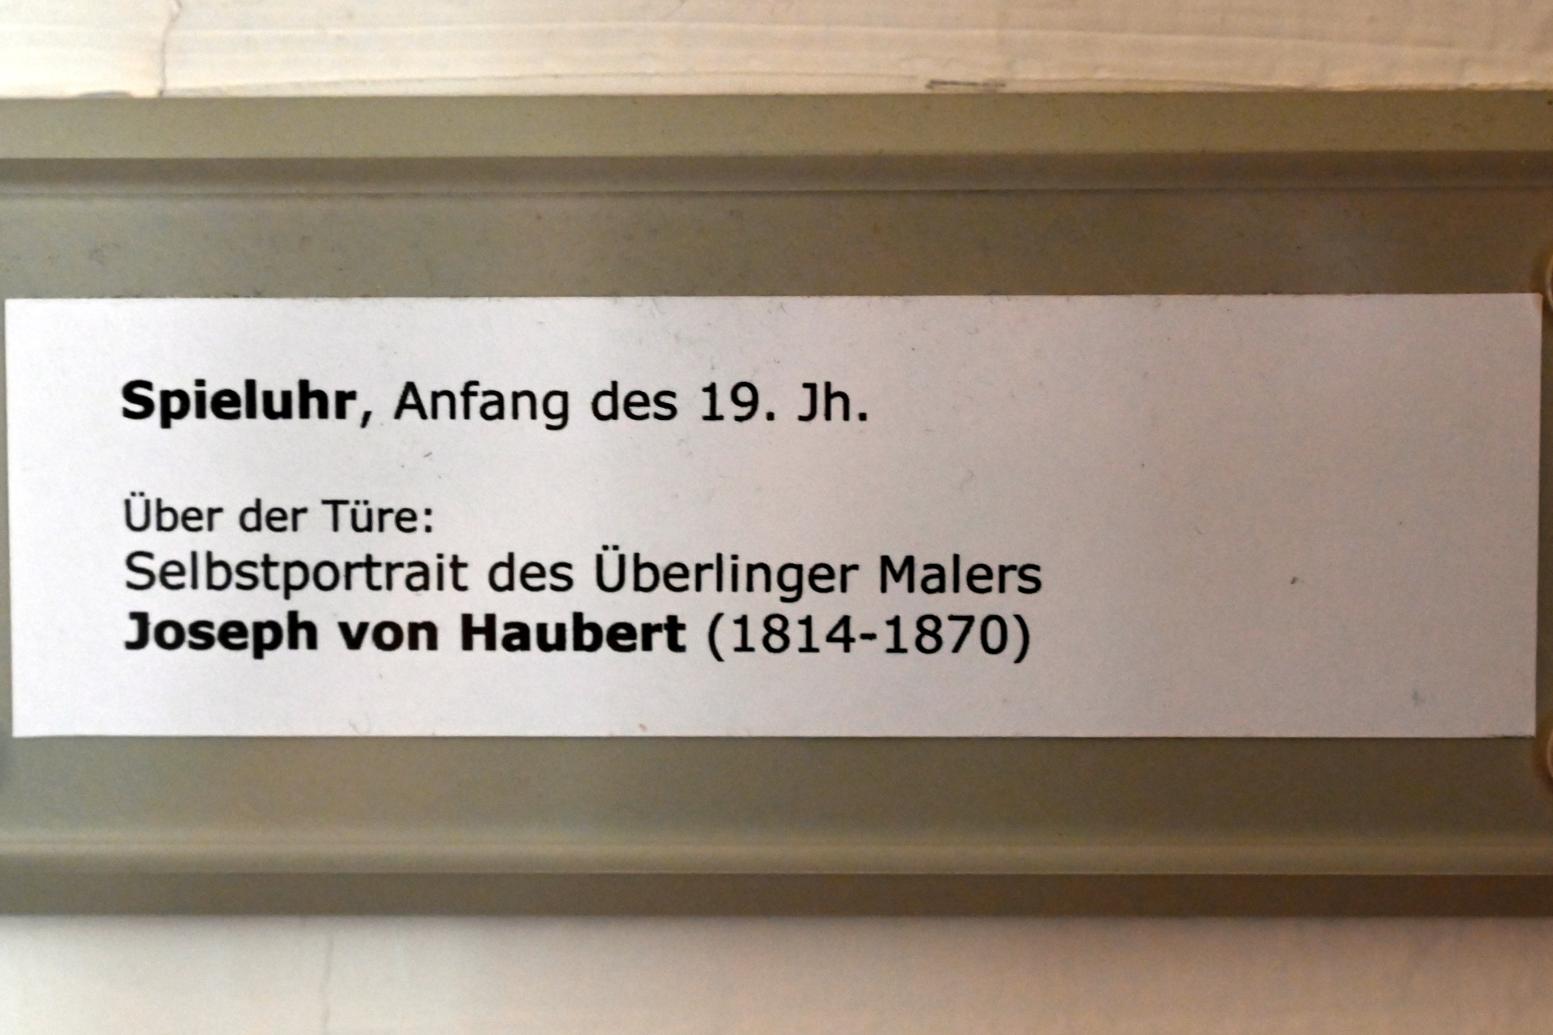 Spieluhr, Anfang des 19. Jh.
Über der Türe:
Selbstportrait des Überlinger Malers
Joseph von Haubert (1814-1870)